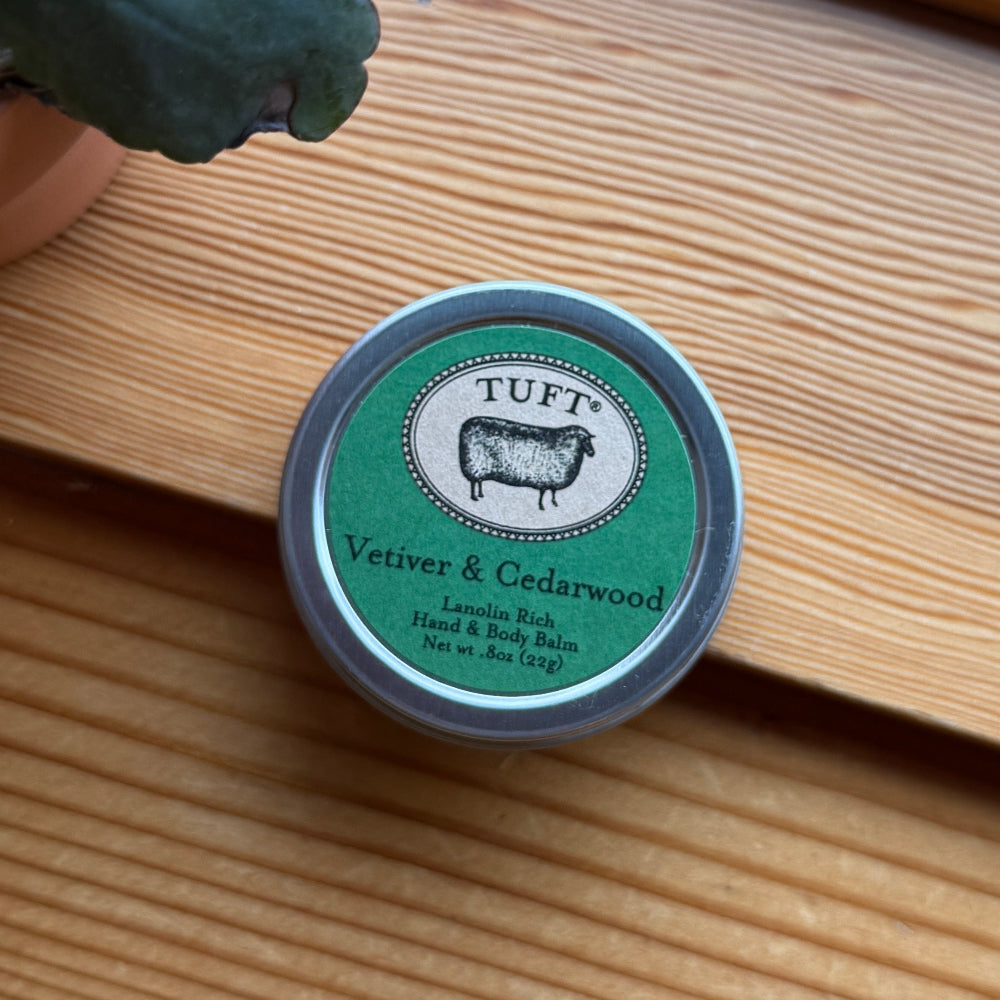 TUFT®
Vetiver & Cedarwood
Lanolin Rich
Hand & Body Balm
Net wt .8oz (22g)